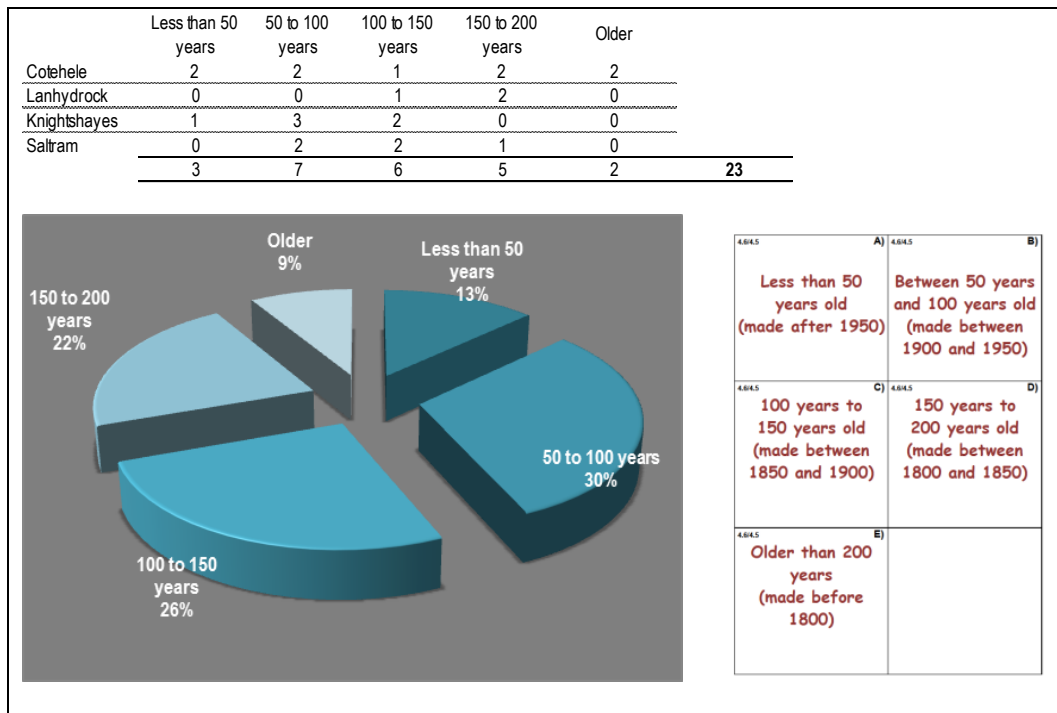 Less than 50 years 50 to 100 years 100 to 150 years 150 to 200 years Older
Cotehele 2 2 1 2 2
Lanhydrock 0 0 1 2 0
Knightshayes 1 3 2 0 0
Saltram 0 2 2 1 0
3 7 6 5 2 23
Older
9%
Less than 50
years
13%
150 to 200
years
22%
50 to 100 years
30%
100 to 150
years
26%
4.6/4.5 A)
Less than 50
years old
(made after 1950)
4.6/4.5 B)
Between 50 years
and 100 years old
(made between
1900 and 1950)
4.6/4.5 C)
100 years to
150 years old
(made between
1850 and 1900)
4.6/4.5 D)
150 years to
200 years old
(made between
1800 and 1850)
4.6/4.5 E)
Older than 200
years
(made before
1800)